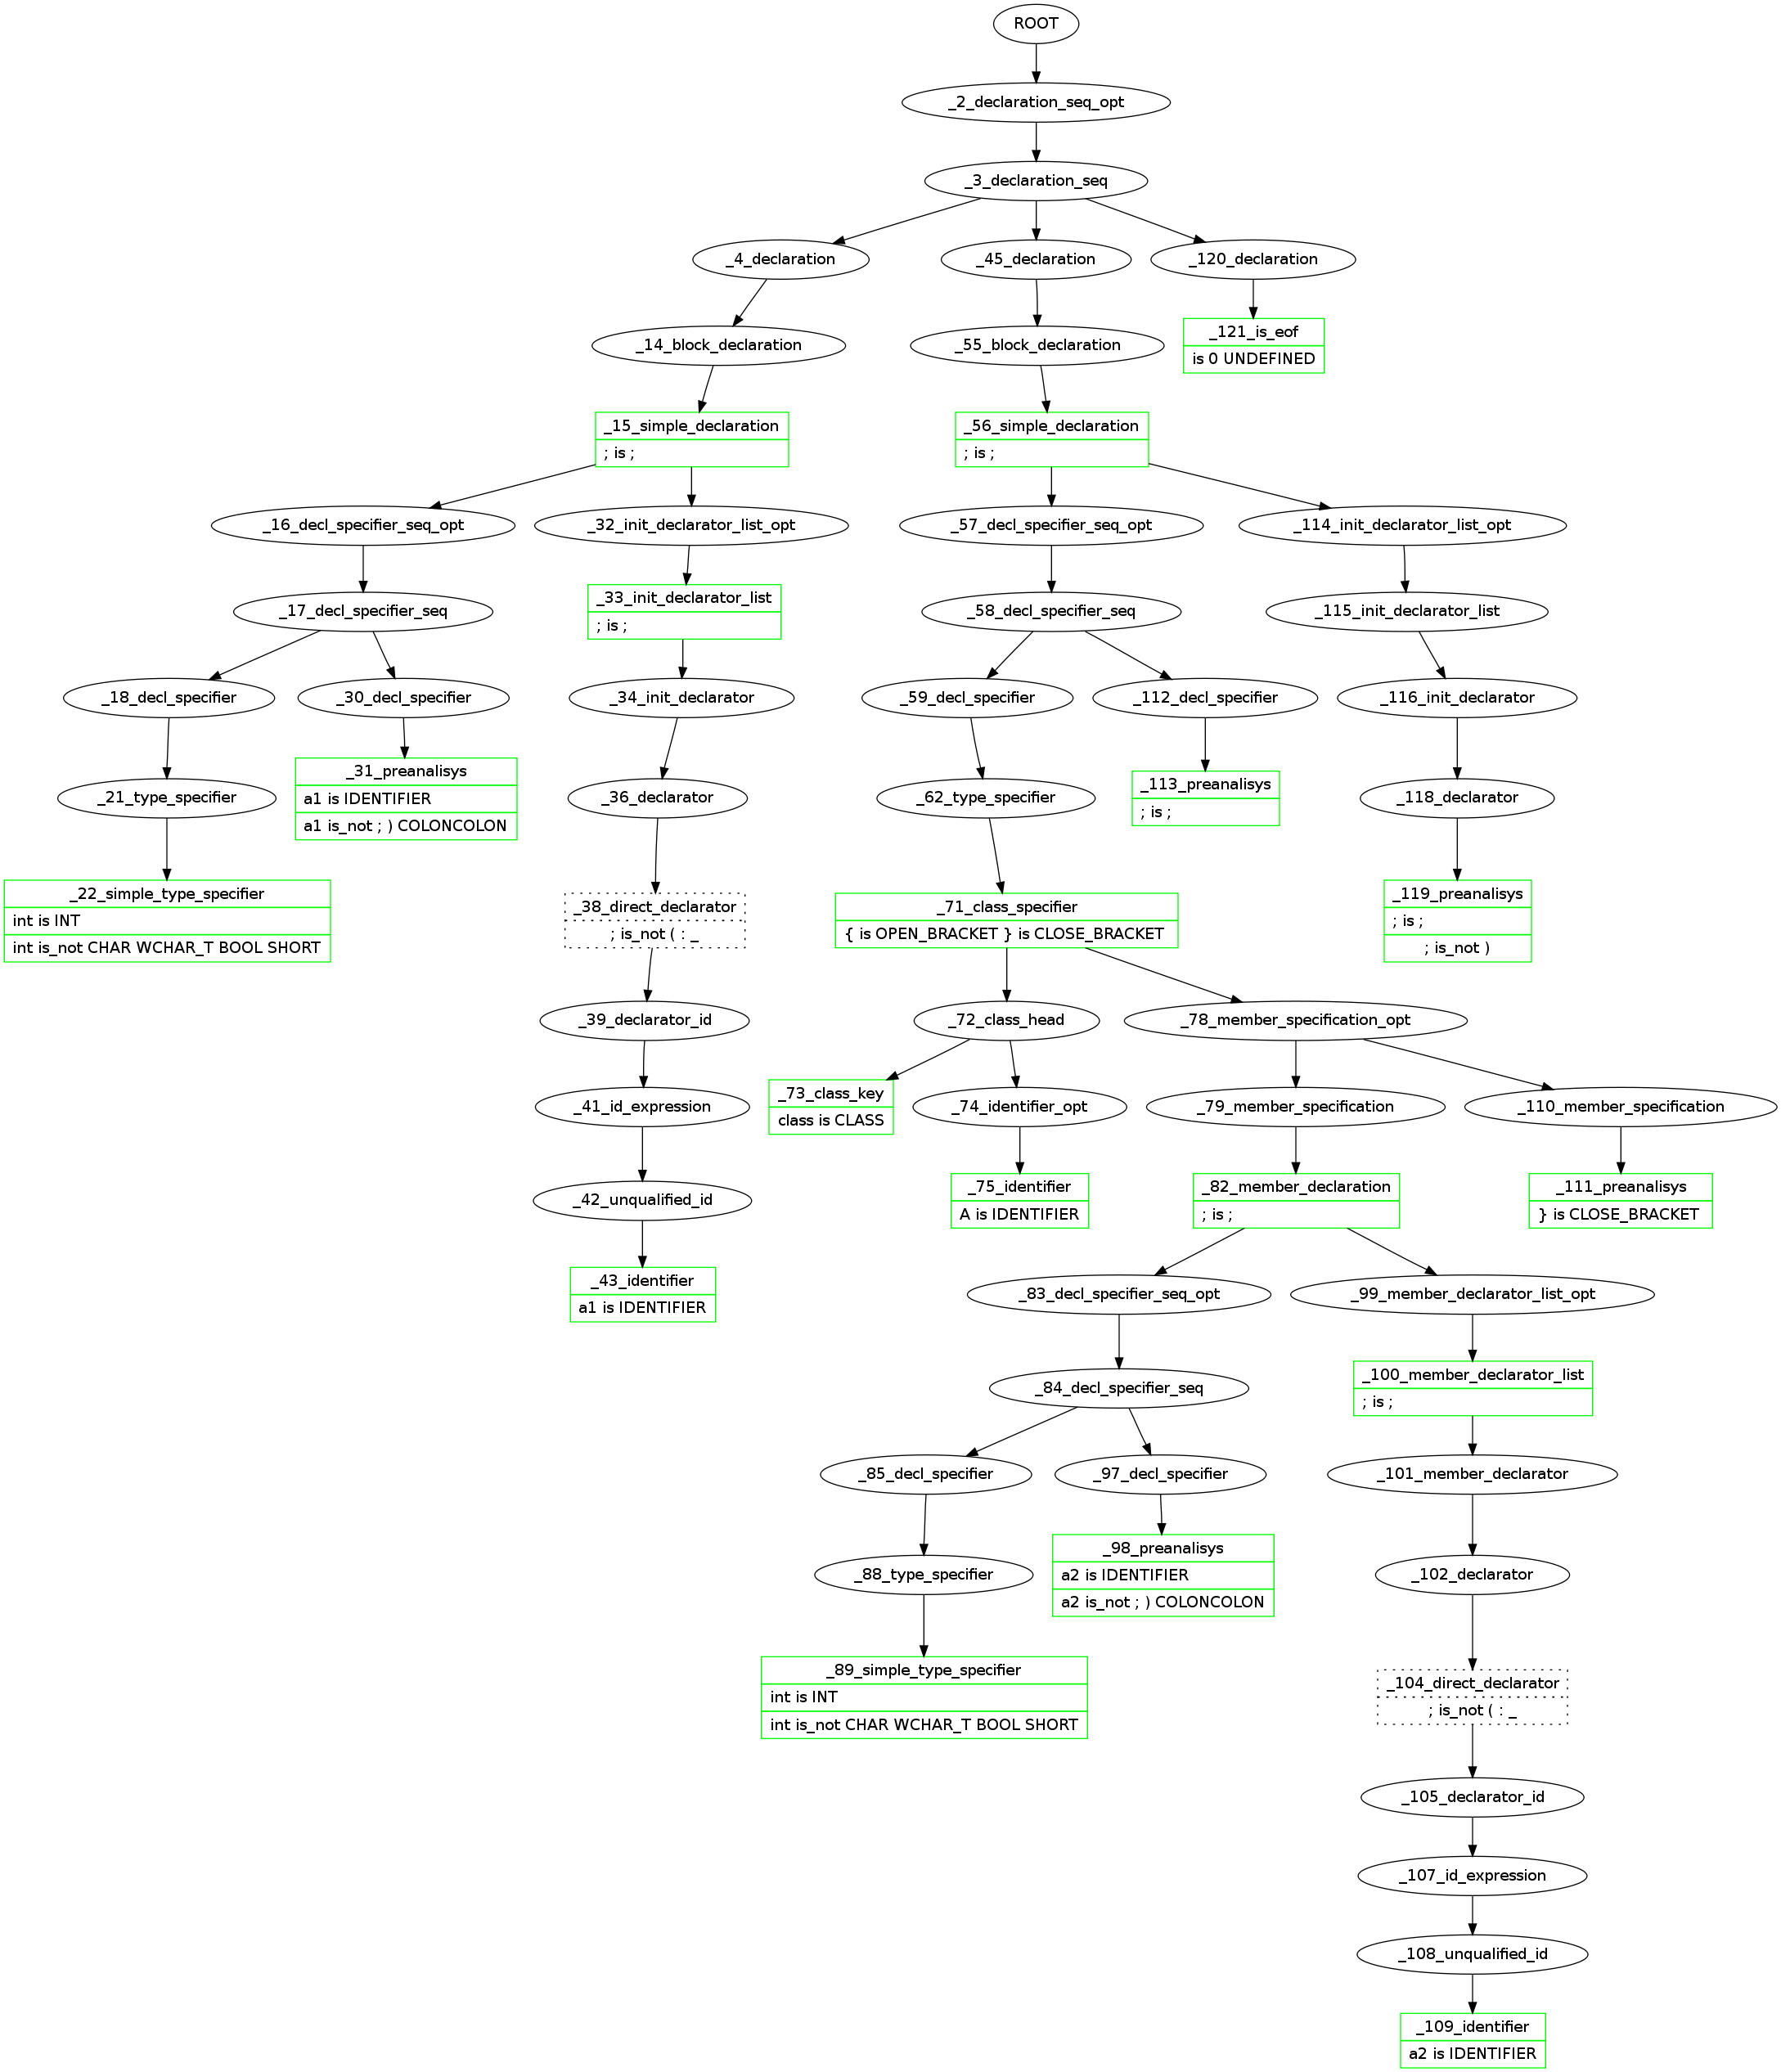 ROOT
_2_declaration_seq_opt
_3_declaration_seq
_4_declaration
_45_declaration
_120_declaration
_14_block_declaration
_55_block_declaration
_121_is_eof
is 0 UNDEFINED
_15_simple_declaration
; is ;
_56_simple_declaration
; is ;
_16_decl_specifier_seq_opt
_32_init_declarator_list_opt
_57_decl_specifier_seq_opt
_114_init_declarator_list_opt
_17_decl_specifier_seq
_33_init_declarator_list
; is ;
_58_decl_specifier_seq
_115_init_declarator_list
_18_decl_specifier
_30_decl_specifier
_34_init_declarator
_59_decl_specifier
_112_decl_specifier
_116_init_declarator
_21_type_specifier
_31_preanalisys
a1 is IDENTIFIER
a1 is_not ; ) COLONCOLON
_36_declarator
_62_type_specifier
_113_preanalisys
; is ;
_118_declarator
_22_simple_type_specifier
int is INT
int is_not CHAR WCHAR_T BOOL SHORT
_38_direct_declarator
; is_not ( : _
_71_class_specifier
{ is OPEN_BRACKET } is CLOSE_BRACKET
_119_preanalisys
; is ;
; is_not )
_39_declarator_id
_72_class_head
_78_member_specification_opt
_41_id_expression
_73_class_key
class is CLASS
_74_identifier_opt
_79_member_specification
_110_member_specification
_42_unqualified_id
_75_identifier
A is IDENTIFIER
_82_member_declaration
; is ;
_111_preanalisys
} is CLOSE_BRACKET
_43_identifier
a1 is IDENTIFIER
_83_decl_specifier_seq_opt
_99_member_declarator_list_opt
_84_decl_specifier_seq
_100_member_declarator_list
; is ;
_85_decl_specifier
_97_decl_specifier
_101_member_declarator
_88_type_specifier
_98_preanalisys
a2 is IDENTIFIER
a2 is_not ; ) COLONCOLON
_102_declarator
_89_simple_type_specifier
int is INT
int is_not CHAR WCHAR_T BOOL SHORT
_104_direct_declarator
; is_not ( : _
_105_declarator_id
_107_id_expression
_108_unqualified_id
_109_identifier
a2 is IDENTIFIER